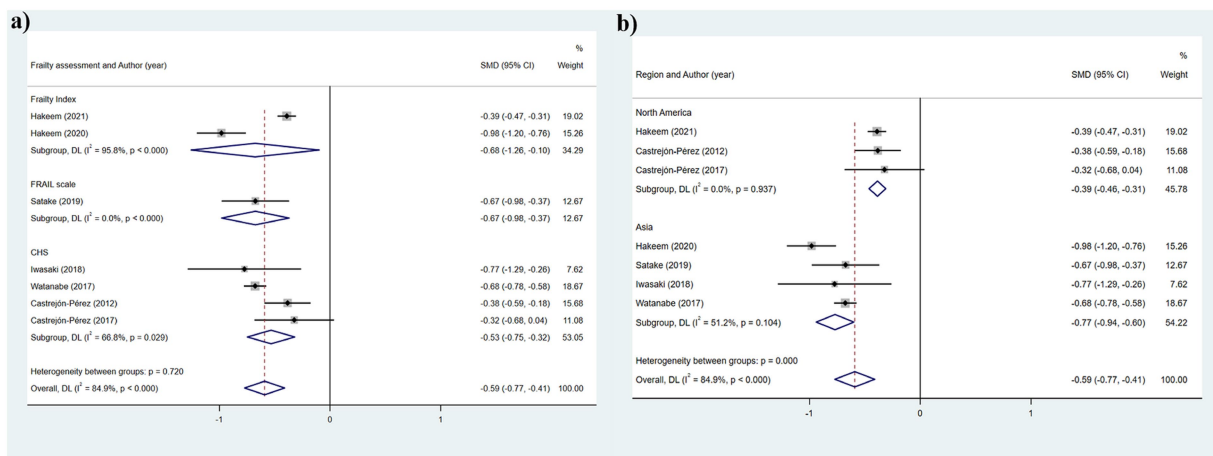 a)
%
Frailty assessment and Author (year) SMD (95% CI) Weight
Frailty Index
Hakeem (2021) -0.39 (-0.47, -0.31) 19.02
Hakeem (2020) -0.98 (-1.20, -0.76) 15.26
Subgroup, DL (I² = 95.8%, p < 0.000) -0.68 (-1.26, -0.10) 34.29
FRAIL scale
Satake (2019) -0.67 (-0.98, -0.37) 12.67
Subgroup, DL (I² = 0.0%, p < 0.000) -0.67 (-0.98, -0.37) 12.67
CHS
Iwasaki (2018) -0.77 (-1.29, -0.26) 7.62
Watanabe (2017) -0.68 (-0.78, -0.58) 18.67
Castrejón-Pérez (2012) -0.38 (-0.59, -0.18) 15.68
Castrejón-Pérez (2017) -0.32 (-0.68, 0.04) 11.08
Subgroup, DL (I² = 66.8%, p = 0.029) -0.53 (-0.75, -0.32) 53.05
Heterogeneity between groups: p = 0.720
Overall, DL (I² = 84.9%, p < 0.000) -0.59 (-0.77, -0.41) 100.00
-1 0
b)
%
Region and Author (year) SMD (95% CI) Weight
North America
Hakeem (2021) -0.39 (-0.47, -0.31) 19.02
Castrejón-Pérez (2012) -0.38 (-0.59, -0.18) 15.68
Castrejón-Pérez (2017) -0.32 (-0.68, 0.04) 11.08
Subgroup, DL (I² = 0.0%, p = 0.937) -0.39 (-0.46, -0.31) 45.78
Asia
Hakeem (2020) -0.98 (-1.20, -0.76) 15.26
Satake (2019) -0.67 (-0.98, -0.37) 12.67
Iwasaki (2018) -0.77 (-1.29, -0.26) 7.62
Watanabe (2017) -0.68 (-0.78, -0.58) 18.67
Subgroup, DL (I² = 51.2%, p = 0.104) -0.77 (-0.94, -0.60) 54.22
Heterogeneity between groups: p = 0.000
Overall, DL (I² = 84.9%, p < 0.000) -0.59 (-0.77, -0.41) 100.00
-1 0